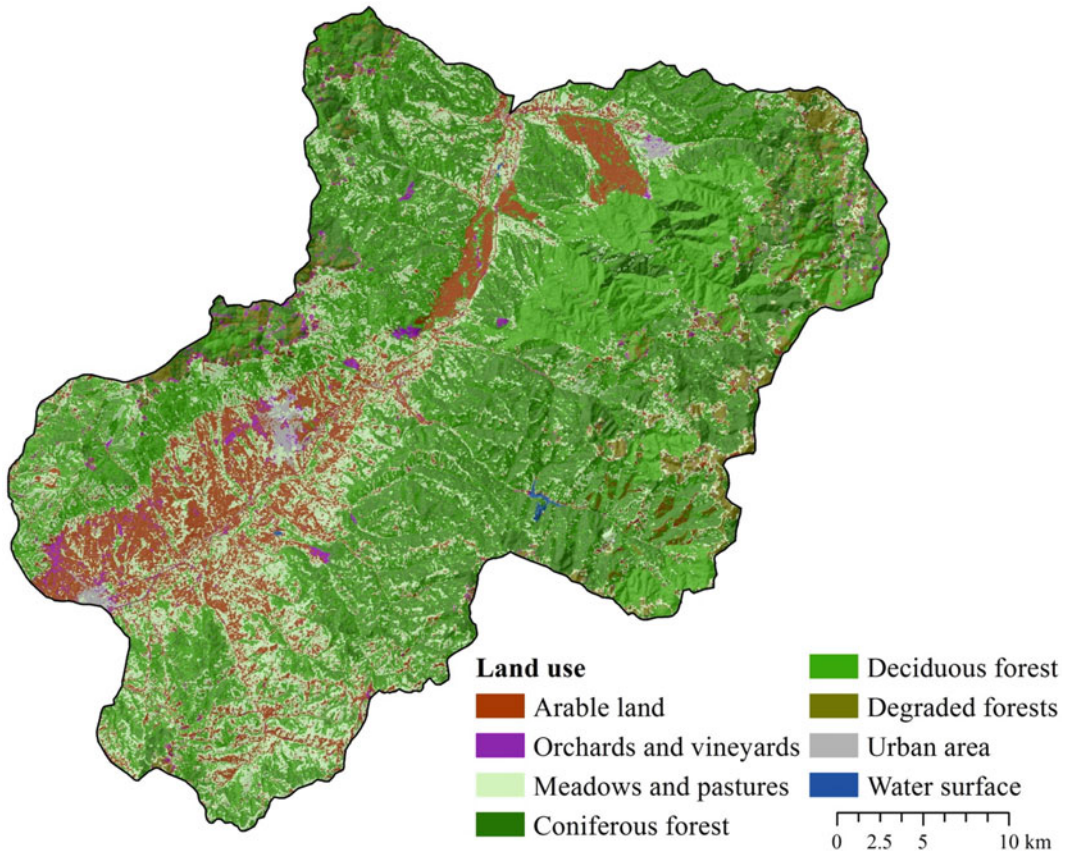 Land use
Arable land
Orchards and vineyards
Meadows and pastures
Coniferous forest
Deciduous forest
Degraded forests
Urban area
Water surface
0 2.5 5 10 km